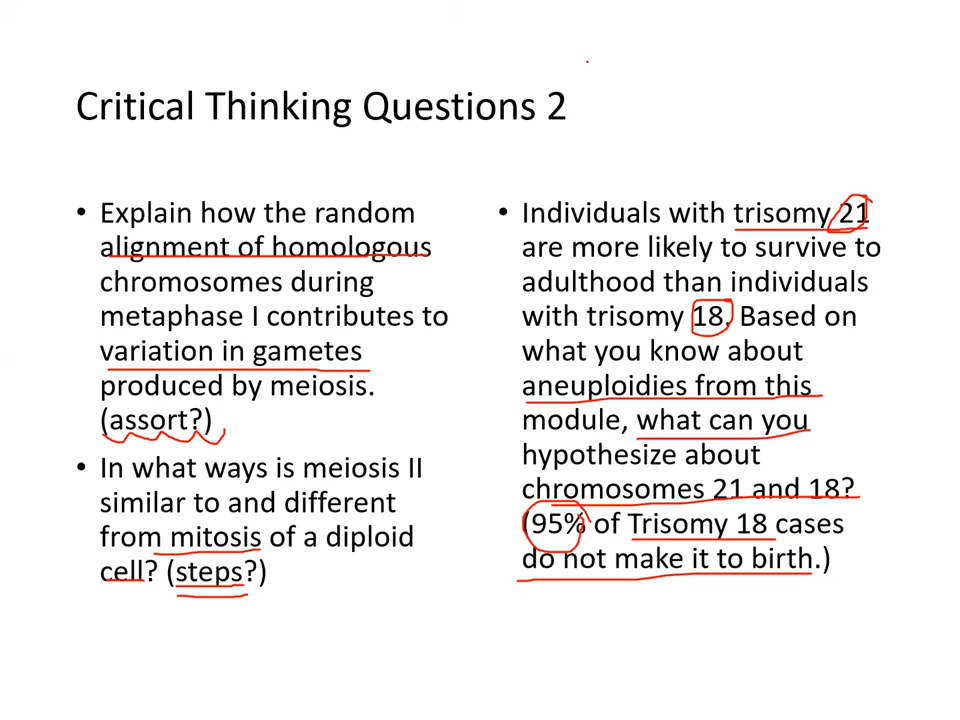 Critical Thinking Questions 2
• Explain how the random
alignment of homologous
chromosomes during
metaphase I contributes to
variation in gametes
produced by meiosis.
(assort?)
• In what ways is meiosis II
similar to and different
from mitosis of a diploid
cell? (steps?)
• Individuals with trisomy 21
are more likely to survive to
adulthood than individuals
with trisomy 18. Based on
what you know about
aneuploidies from this
module, what can you
hypothesize about
chromosomes 21 and 18?
(95% of Trisomy 18 cases
do not make it to birth.)